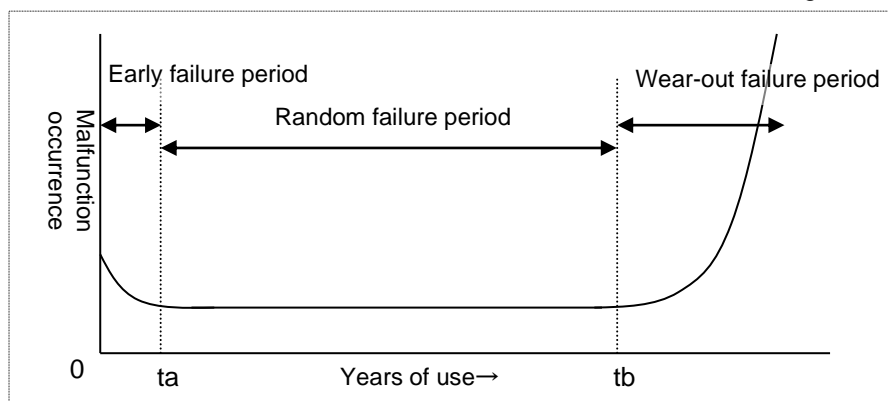 Early failure period
Wear-out failure period
Random failure period
Malfunction
occurrence
0
ta
Years of use→
tb